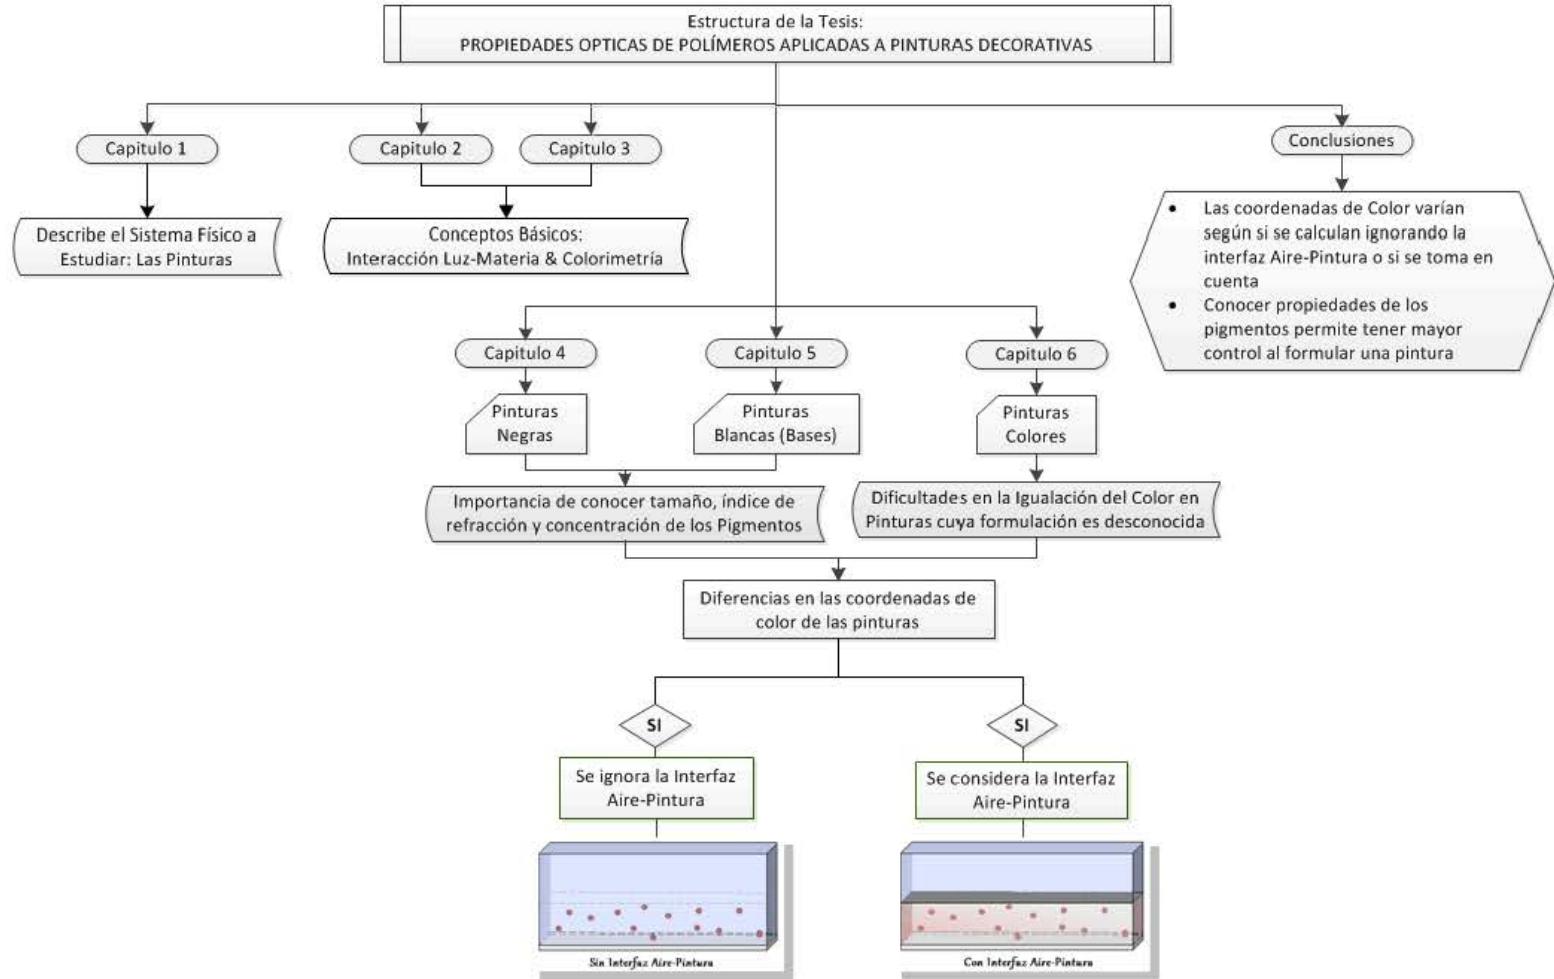 Estructura de la Tesis:
PROPIEDADES OPTICAS DE POLÍMEROS APLICADAS A PINTURAS DECORATIVAS
Capitulo 1
Capitulo 2
Capitulo 3
Conclusiones
Describe el Sistema Físico a
Estudiar: Las Pinturas
Conceptos Básicos:
Interacción Luz-Materia & Colorimetría
• Las coordenadas de Color varían
según si se calculan ignorando la
interfaz Aire-Pintura o si se toma en
cuenta
• Conocer propiedades de los
pigmentos permite tener mayor
control al formular una pintura
Capitulo 4
Capitulo 5
Capitulo 6
Pinturas
Negras
Pinturas
Blancas (Bases)
Pinturas
Colores
Importancia de conocer tamaño, índice de
refracción y concentración de los Pigmentos
Dificultades en la Igualación del Color en
Pinturas cuya formulación es desconocida
Diferencias en las coordenadas de
color de las pinturas
SI
SI
Se ignora la Interfaz
Aire-Pintura
Se considera la Interfaz
Aire-Pintura
Sin Interfaz Aire-Pintura
Con Interfaz Aire-Pintura